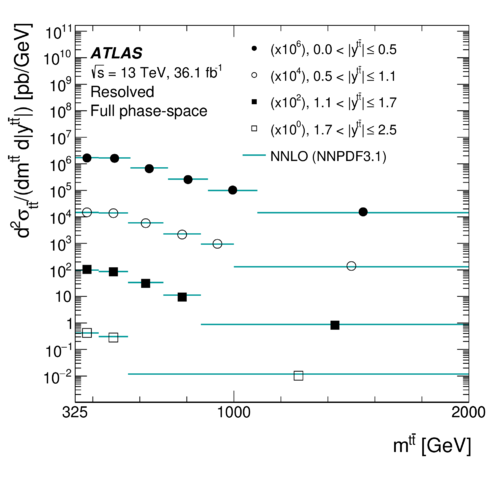 ATLAS
√s = 13 TeV, 36.1 fb⁻¹
Resolved
Full phase-space
(x10⁶), 0.0 < |y^tt̄| ≤ 0.5
(x10⁴), 0.5 < |y^tt̄| ≤ 1.1
(x10²), 1.1 < |y^tt̄| ≤ 1.7
(x10⁰), 1.7 < |y^tt̄| ≤ 2.5
NNLO (NNPDF3.1)
d²σ_tt̄/(dm^tt̄ d|y^tt̄|) [pb/GeV]
10¹¹
10¹⁰
10⁹
10⁸
10⁷
10⁶
10⁵
10⁴
10³
10²
10
1
10⁻¹
10⁻²
325 1000 2000
m^tt̄ [GeV]